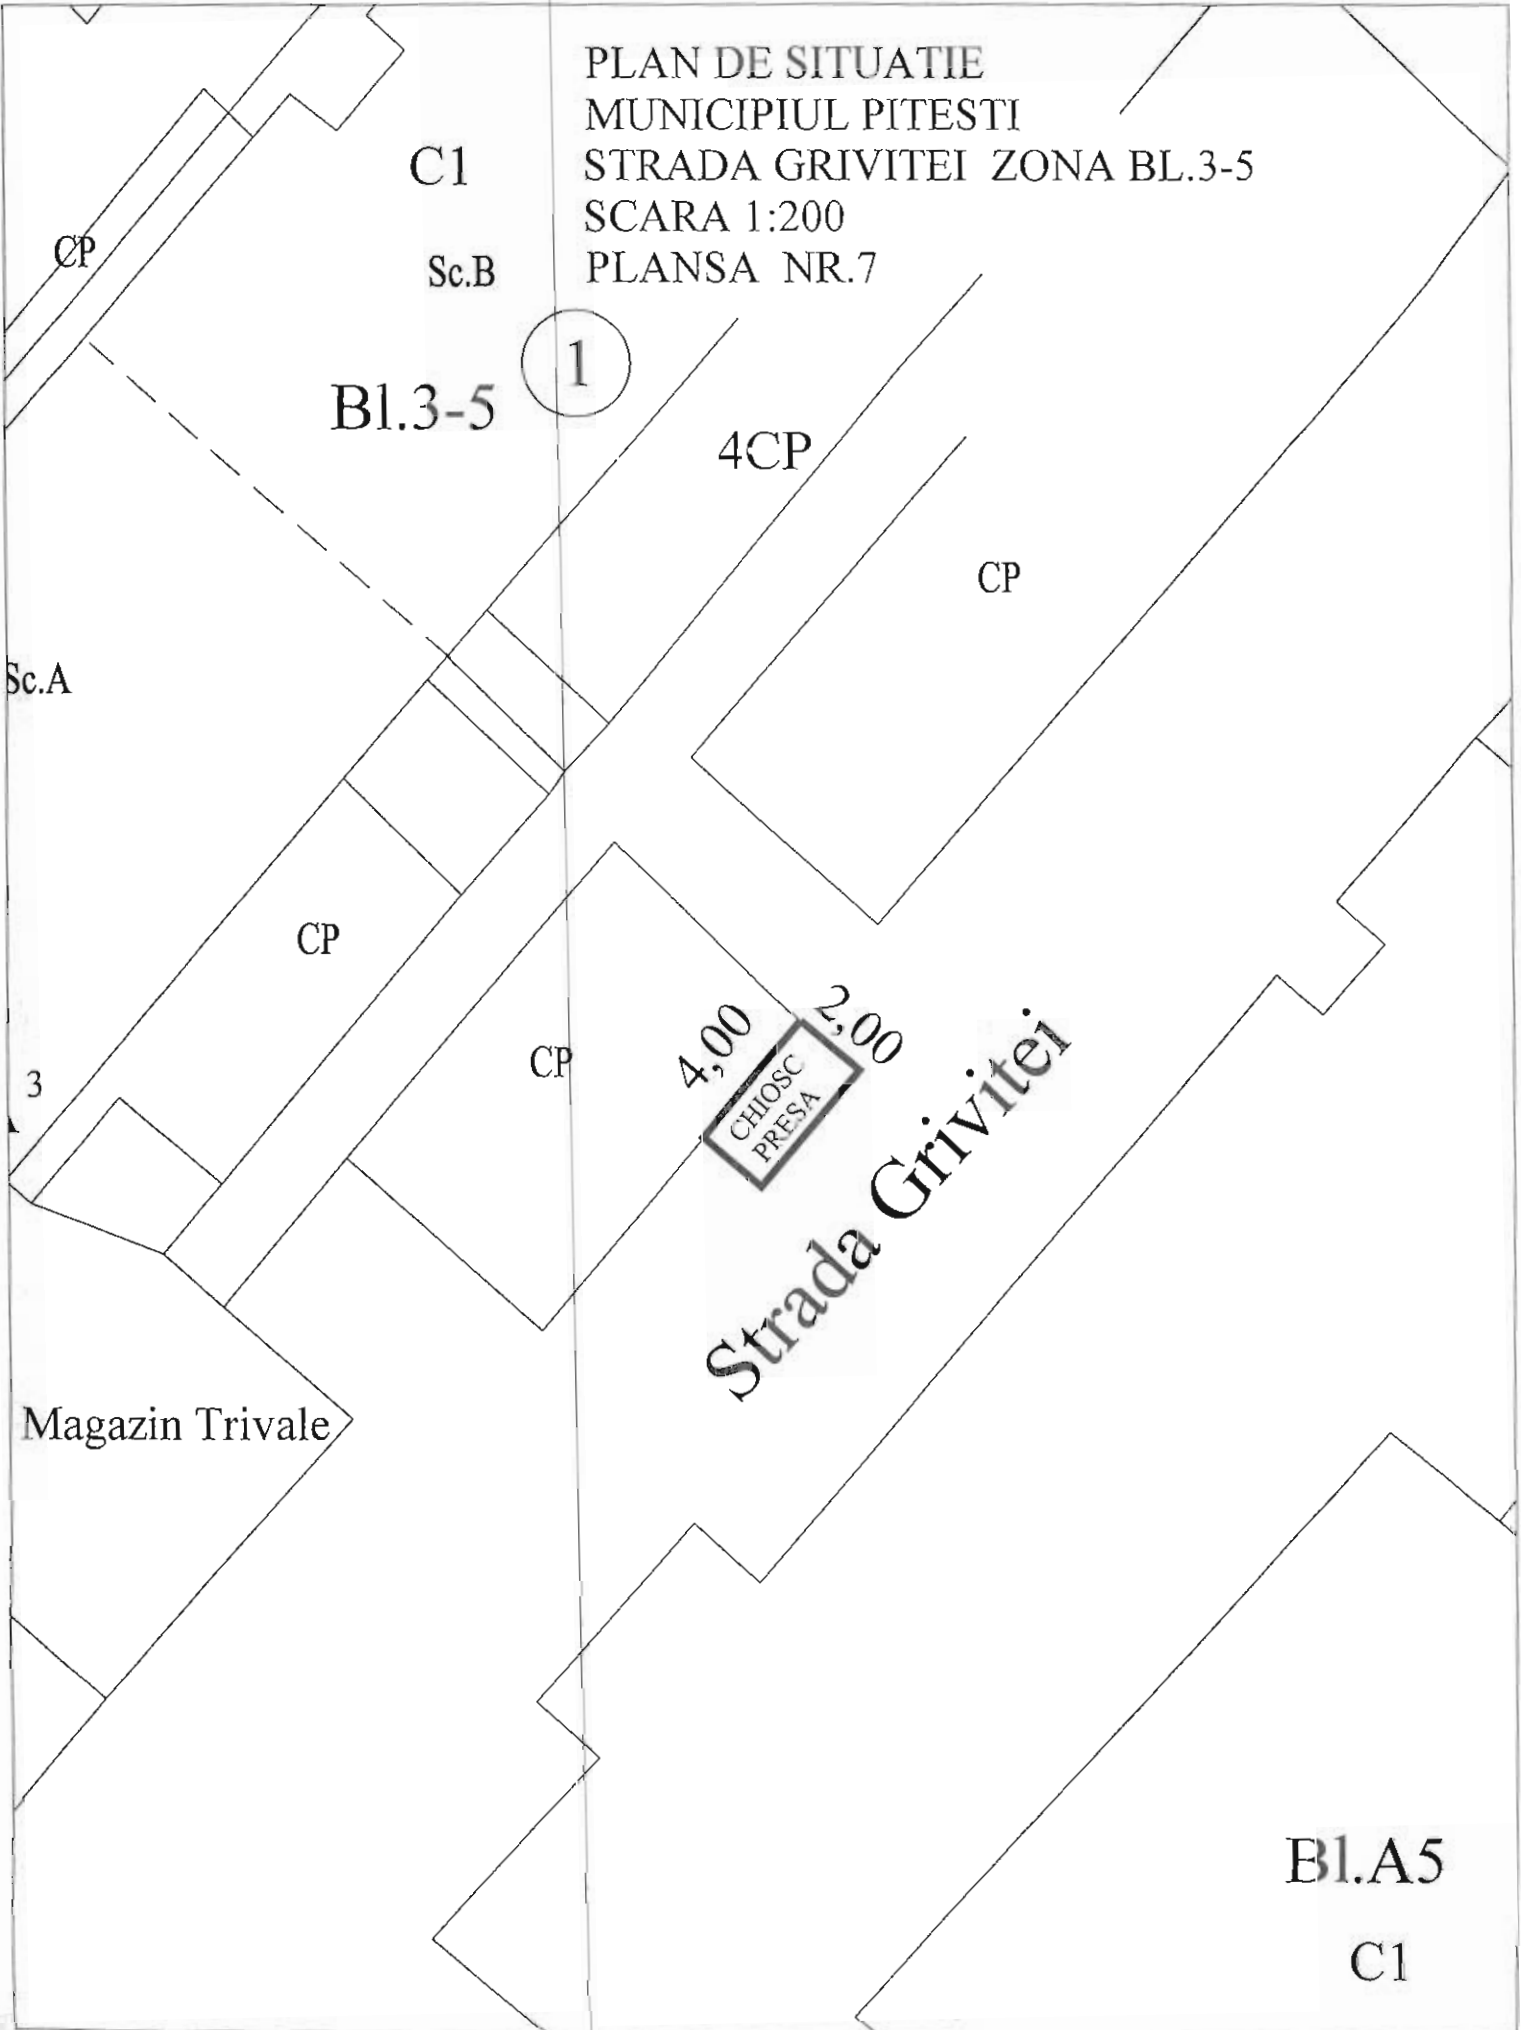 PLAN DE SITUATIE
MUNICIPIUL PITESTI
STRADA GRIVITEI ZONA BL.3-5
SCARA 1:200
PLANSA NR.7
C1
CP
Sc.B
1
Bl.3-5
4CP
CP
Sc.A
CP
CP
4,00
2,00
CHIOSC
PRESA
3
Strada Grivitei
Magazin Trivale
Bl.A5
C1